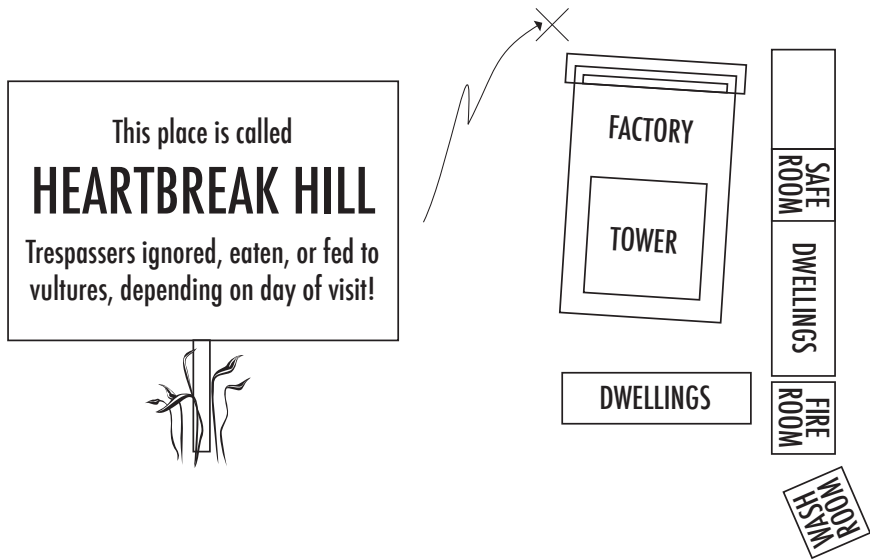 This place is called
HEARTBREAK HILL
Trespassers ignored, eaten, or fed to
vultures, depending on day of visit!
FACTORY
TOWER
DWELLINGS
SAFE
ROOM
DWELLINGS
FIRE
ROOM
WASH
ROOM